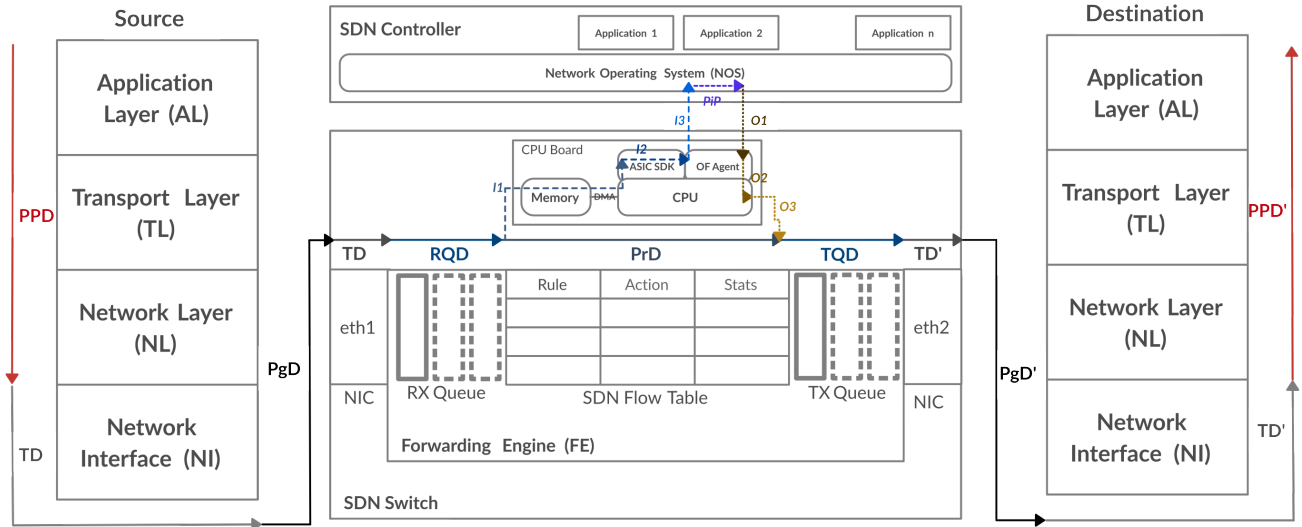 Source
Application
Layer (AL)
Transport Layer
(TL)
Network Layer
(NL)
Network
Interface (NI)
PPD
TD
PgD
SDN Controller
Application 1
Application 2
Application n
Network Operating System (NOS)
PiP
I3
O1
CPU Board
I2
ASIC SDK
OF Agent
O2
I1
Memory
DMA
CPU
O3
TD
RQD
PrD
TQD
TD'
eth1
Rule
Action
Stats
eth2
NIC
RX Queue
SDN Flow Table
TX Queue
NIC
Forwarding Engine (FE)
SDN Switch
PgD'
Destination
Application
Layer (AL)
Transport Layer
(TL)
Network Layer
(NL)
Network
Interface (NI)
PPD'
TD'